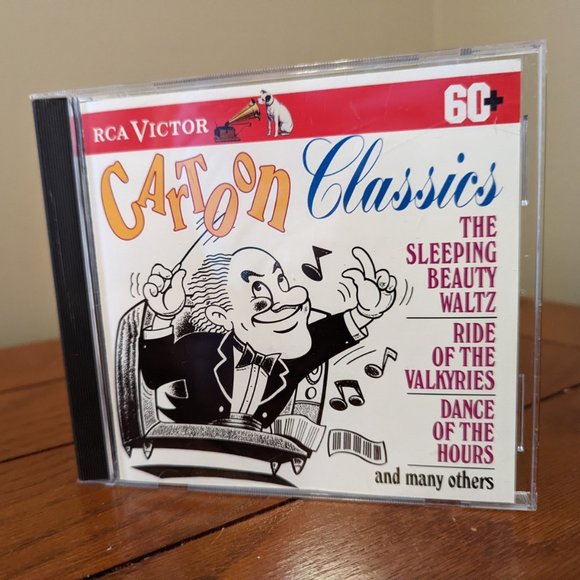 RCA VICTOR
60+
CARTOON Classics
THE
SLEEPING
BEAUTY
WALTZ
RIDE
OF THE
VALKYRIES
DANCE
OF THE
HOURS
and many others